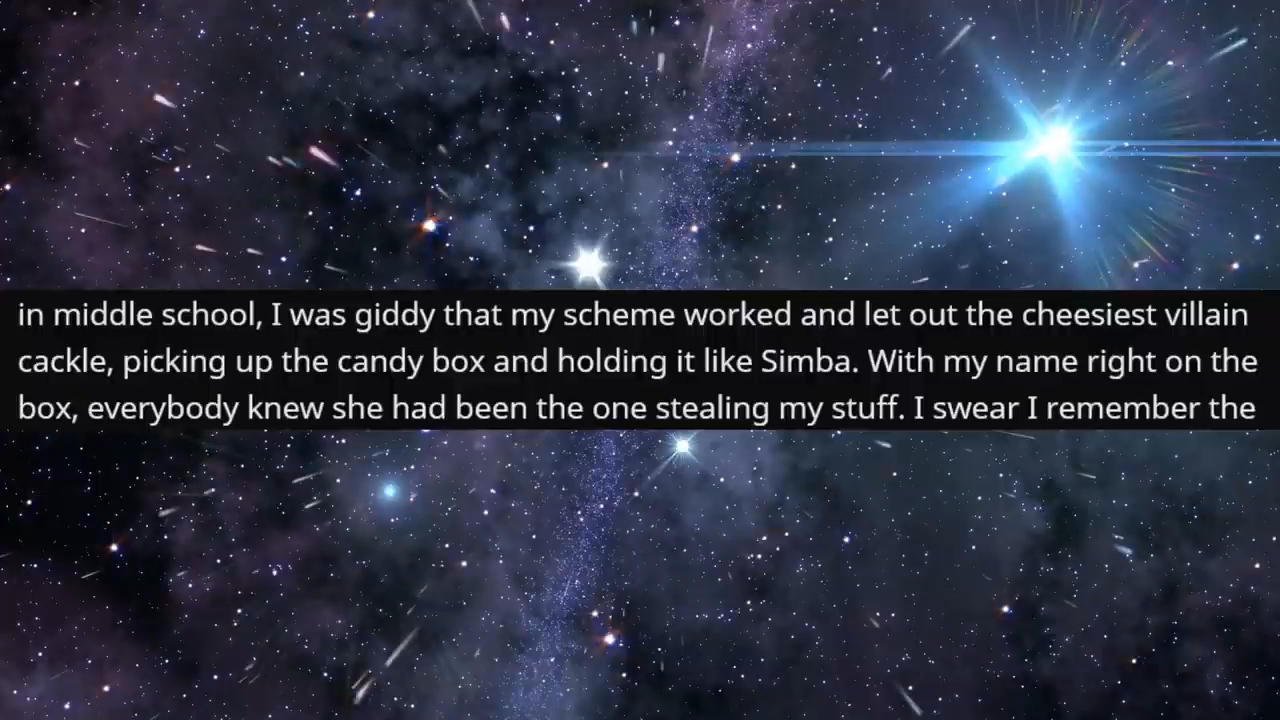 in middle school, I was giddy that my scheme worked and let out the cheesiest villain
cackle, picking up the candy box and holding it like Simba. With my name right on the
box, everybody knew she had been the one stealing my stuff. I swear I remember the